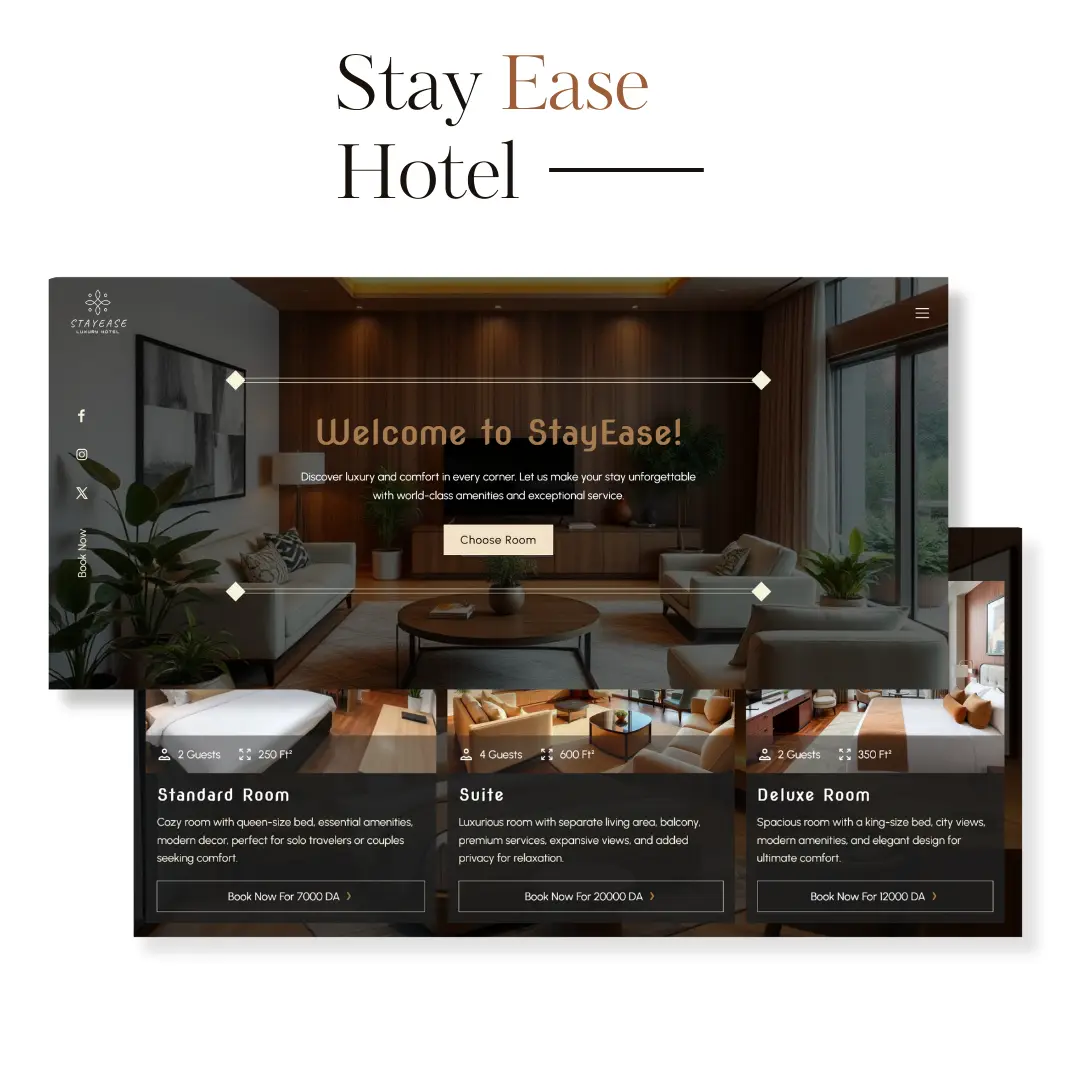 Stay Ease
Hotel
STAYEASE
LUXURY HOTEL
Welcome to StayEase!
Discover luxury and comfort in every corner. Let us make your stay unforgettable
with world-class amenities and exceptional service.
Choose Room
Book Now
2 Guests 250 Ft²
Standard Room
Cozy room with queen-size bed, essential amenities,
modern decor, perfect for solo travelers or couples
seeking comfort.
Book Now For 7000 DA
4 Guests 600 Ft²
Suite
Luxurious room with separate living area, balcony,
premium services, expansive views, and added
privacy for relaxation.
Book Now For 20000 DA
2 Guests 350 Ft²
Deluxe Room
Spacious room with a king-size bed, city views,
modern amenities, and elegant design for
ultimate comfort.
Book Now For 12000 DA